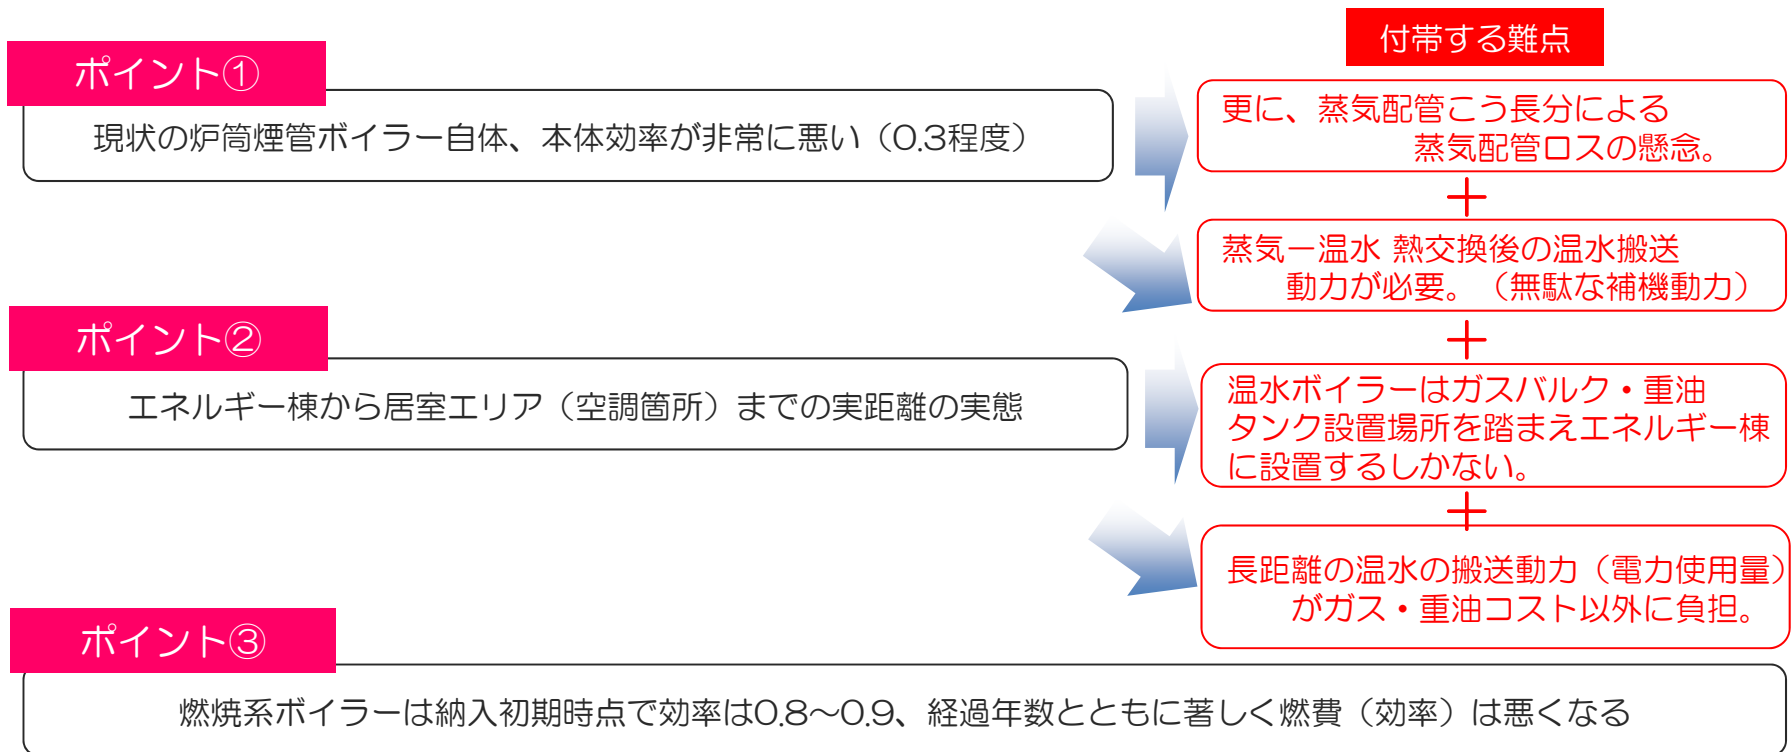 付帯する難点
ポイント①
現状の炉筒煙管ボイラー自体、本体効率が非常に悪い（0.3程度）
更に、蒸気配管こう長分による
蒸気配管ロスの懸念。
＋
蒸気ー温水 熱交換後の温水搬送
動力が必要。（無駄な補機動力）
＋
ポイント②
エネルギー棟から居室エリア（空調箇所）までの実距離の実態
温水ボイラーはガスバルク・重油
タンク設置場所を踏まえエネルギー棟
に設置するしかない。
＋
長距離の温水の搬送動力（電力使用量）
がガス・重油コスト以外に負担。
ポイント③
燃焼系ボイラーは納入初期時点で効率は0.8～0.9、経過年数とともに著しく燃費（効率）は悪くなる